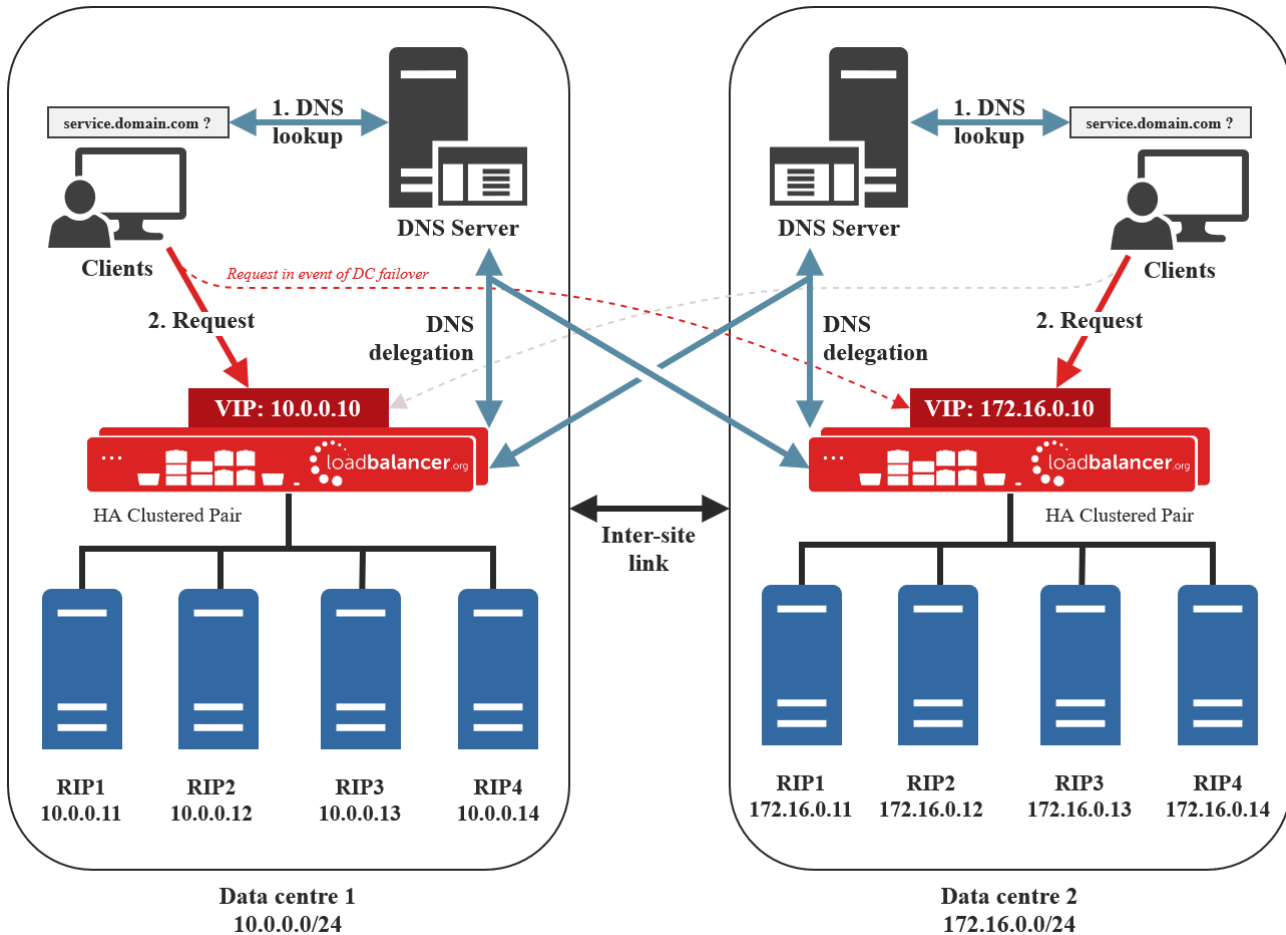 service.domain.com ?
1. DNS
lookup
DNS Server
Clients
Request in event of DC failover
2. Request
DNS
delegation
VIP: 10.0.0.10
loadbalancer.org
HA Clustered Pair
RIP1
10.0.0.11
RIP2
10.0.0.12
RIP3
10.0.0.13
RIP4
10.0.0.14
Data centre 1
10.0.0.0/24
Inter-site
link
1. DNS
lookup
service.domain.com ?
DNS Server
Clients
2. Request
DNS
delegation
VIP: 172.16.0.10
loadbalancer.org
HA Clustered Pair
RIP1
172.16.0.11
RIP2
172.16.0.12
RIP3
172.16.0.13
RIP4
172.16.0.14
Data centre 2
172.16.0.0/24